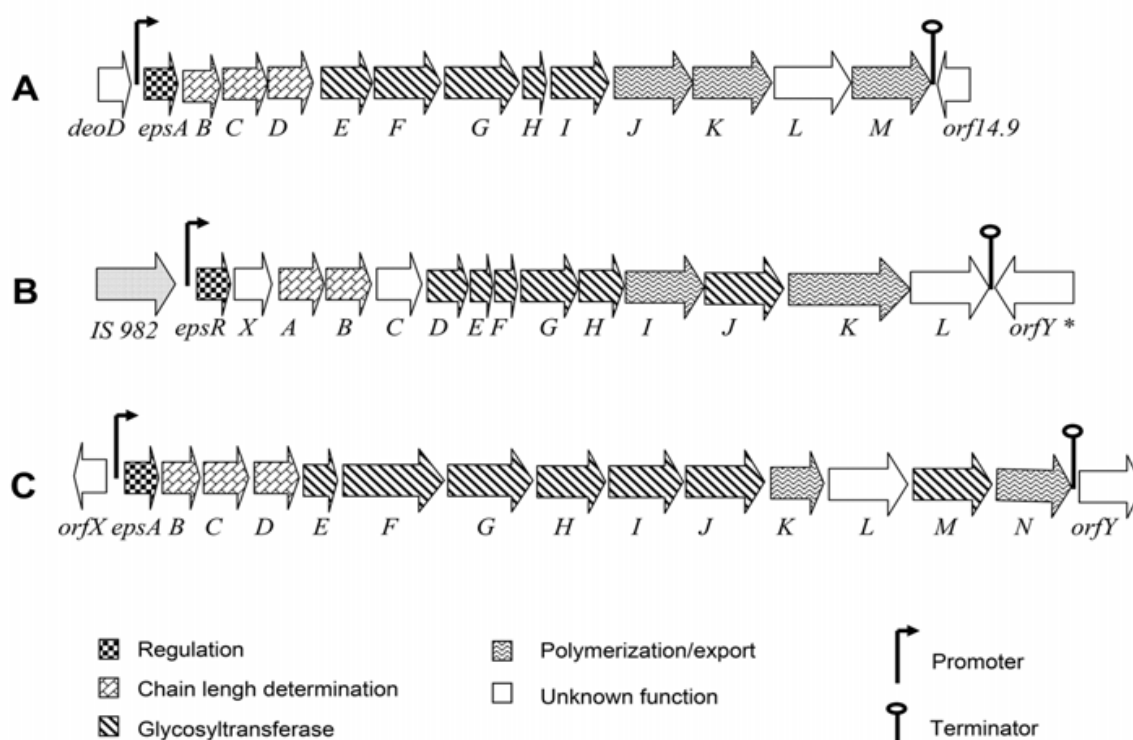 A
deoD epsA B C D E F G H I J K L M orf14.9
B
IS 982 epsR X A B C D E F G H I J K L orfY *
C
orfX epsA B C D E F G H I J K L M N orfY
Regulation
Chain lengh determination
Glycosyltransferase
Polymerization/export
Unknown function
Promoter
Terminator